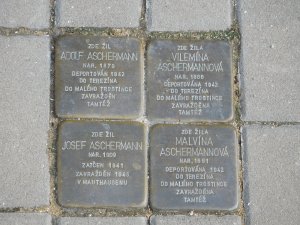 ZDE ŽIL
ADOLF ASCHERMANN
NAR. 1879
DEPORTOVÁN 1942
DO TEREZÍNA
DO MALÉHO TROSTINCE
ZAVRAŽDĚN
TAMTÉŽ
ZDE ŽILA
VILEMÍNA
ASCHERMANNOVÁ
NAR.
DEPORTOVÁNA 1942
DO TEREZÍNA
DO MALÉHO TROSTINCE
ZAVRAŽDĚNA
TAMTÉŽ
ZDE ŽIL
JOSEF ASCHERMANN
NAR. 1909
ZATČEN 1941
ZAVRAŽDĚN
V MAUTHAUSENU
ZDE ŽILA
MALVÍNA
ASCHERMANNOVÁ
NAR. 1881
DEPORTOVÁNA 1942
DO TEREZÍNA
DO MALÉHO TROSTINCE
ZAVRAŽDĚNA
TAMTÉŽ